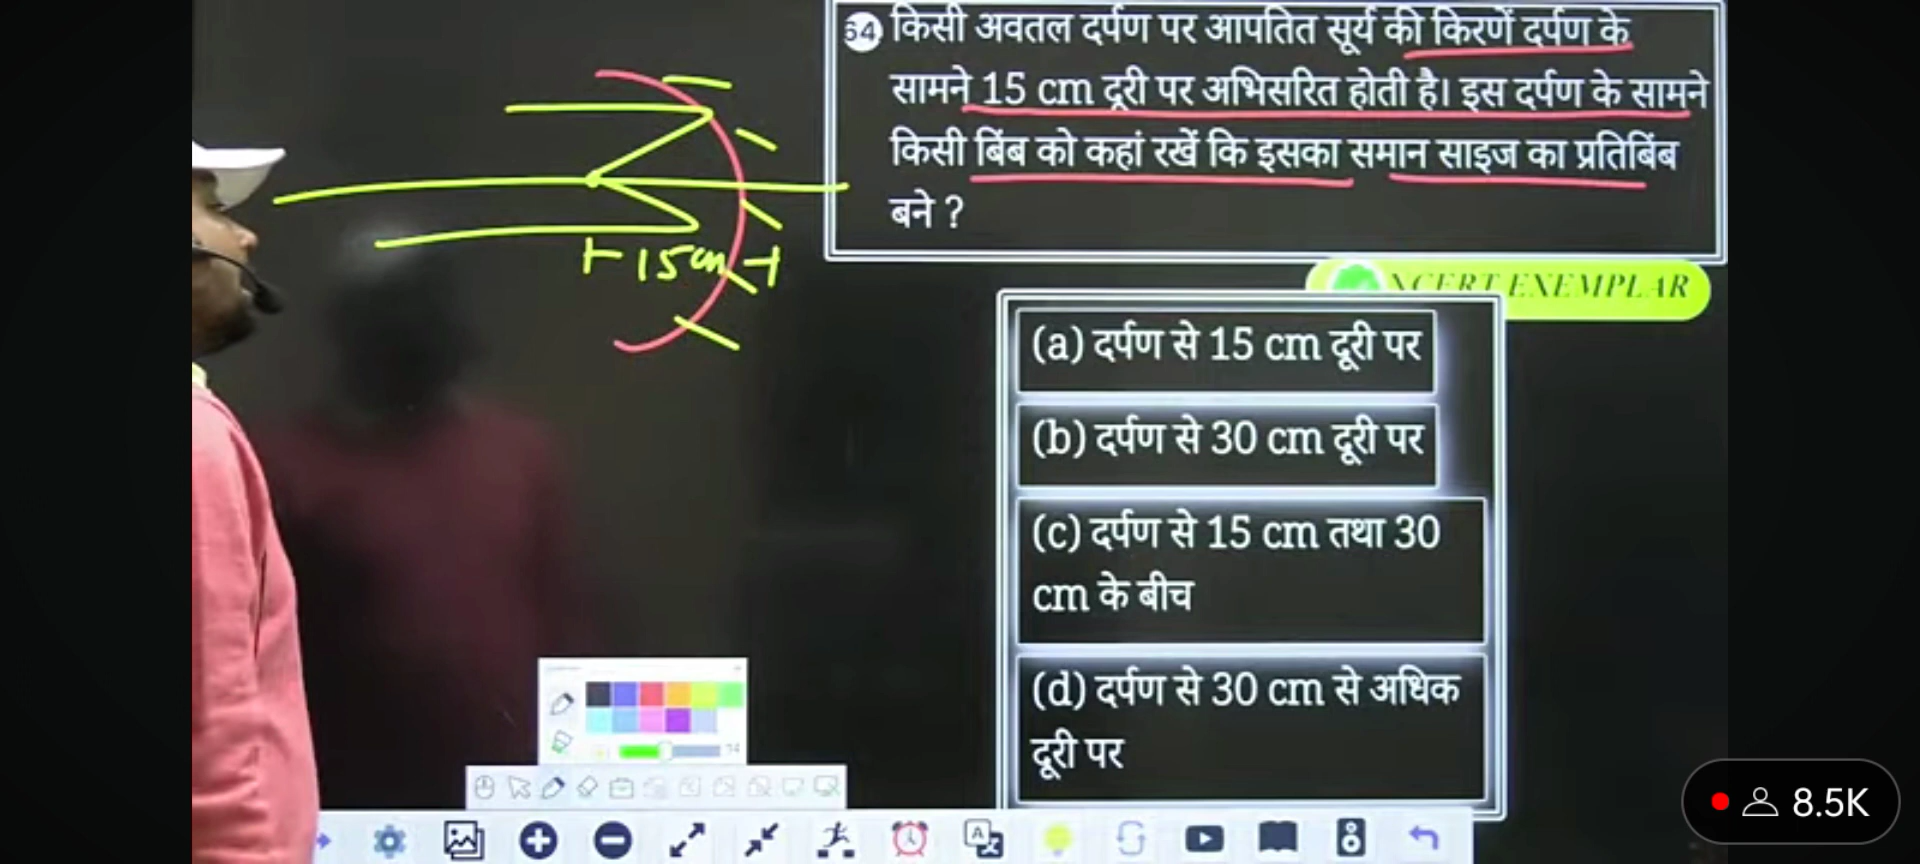 64 किसी अवतल दर्पण पर आपतित सूर्य की किरणें दर्पण के
सामने 15 cm दूरी पर अभिसरित होती है। इस दर्पण के सामने
किसी बिंब को कहां रखें कि इसका समान साइज का प्रतिबिंब
बने ?
15 cm
NCERT EXEMPLAR
(a) दर्पण से 15 cm दूरी पर
(b) दर्पण से 30 cm दूरी पर
(c) दर्पण से 15 cm तथा 30
cm के बीच
(d) दर्पण से 30 cm से अधिक
दूरी पर
8.5K